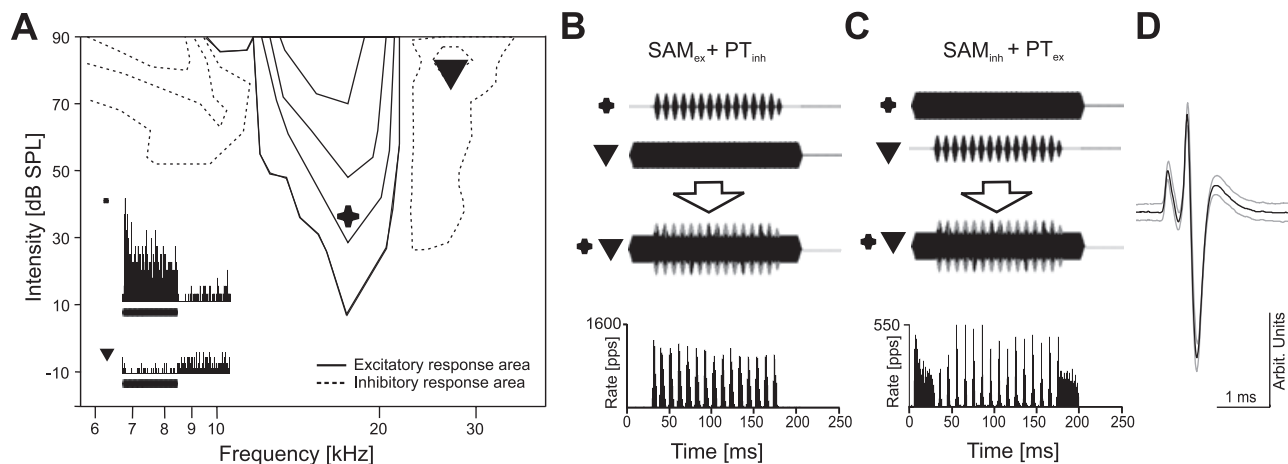 A
B
C
D
SAMex + PTinh
SAMinh + PTex
Intensity [dB SPL]
90
70
50
30
10
-10
Excitatory response area
Inhibitory response area
6 7 8 9 10 20 30
Frequency [kHz]
1600
Rate [pps]
0
0 50 100 150 200 250
Time [ms]
550
Rate [pps]
0
0 50 100 150 200 250
Time [ms]
Arbit. Units
1 ms